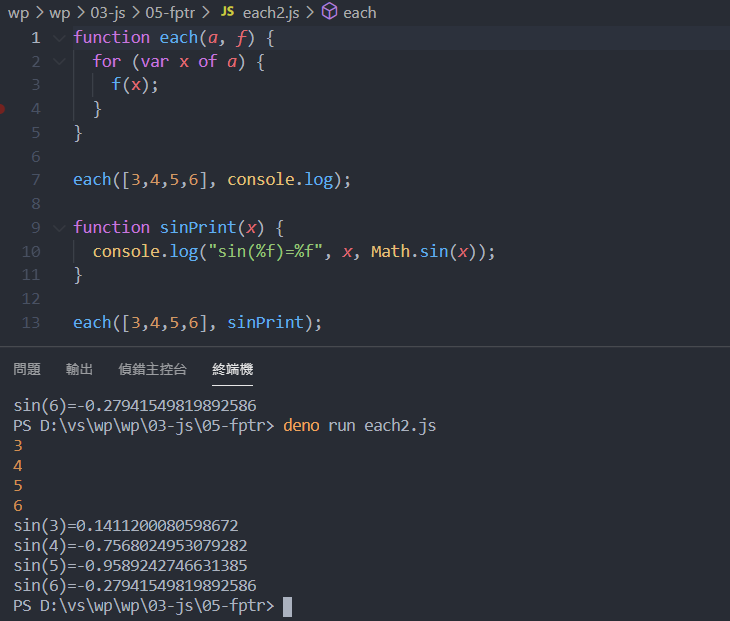 wp > wp > 03-js > 05-fptr > JS each2.js > each
1 function each(a, f) {
2   for (var x of a) {
3     f(x);
4   }
5 }
6
7 each([3,4,5,6], console.log);
8
9 function sinPrint(x) {
10   console.log("sin(%f)=%f", x, Math.sin(x));
11 }
12
13 each([3,4,5,6], sinPrint);
問題 輸出 偵錯主控台 終端機
sin(6)=-0.27941549819892586
PS D:\vs\wp\wp\03-js\05-fptr> deno run each2.js
3
4
5
6
sin(3)=0.1411200080598672
sin(4)=-0.7568024953079282
sin(5)=-0.9589242746631385
sin(6)=-0.27941549819892586
PS D:\vs\wp\wp\03-js\05-fptr>